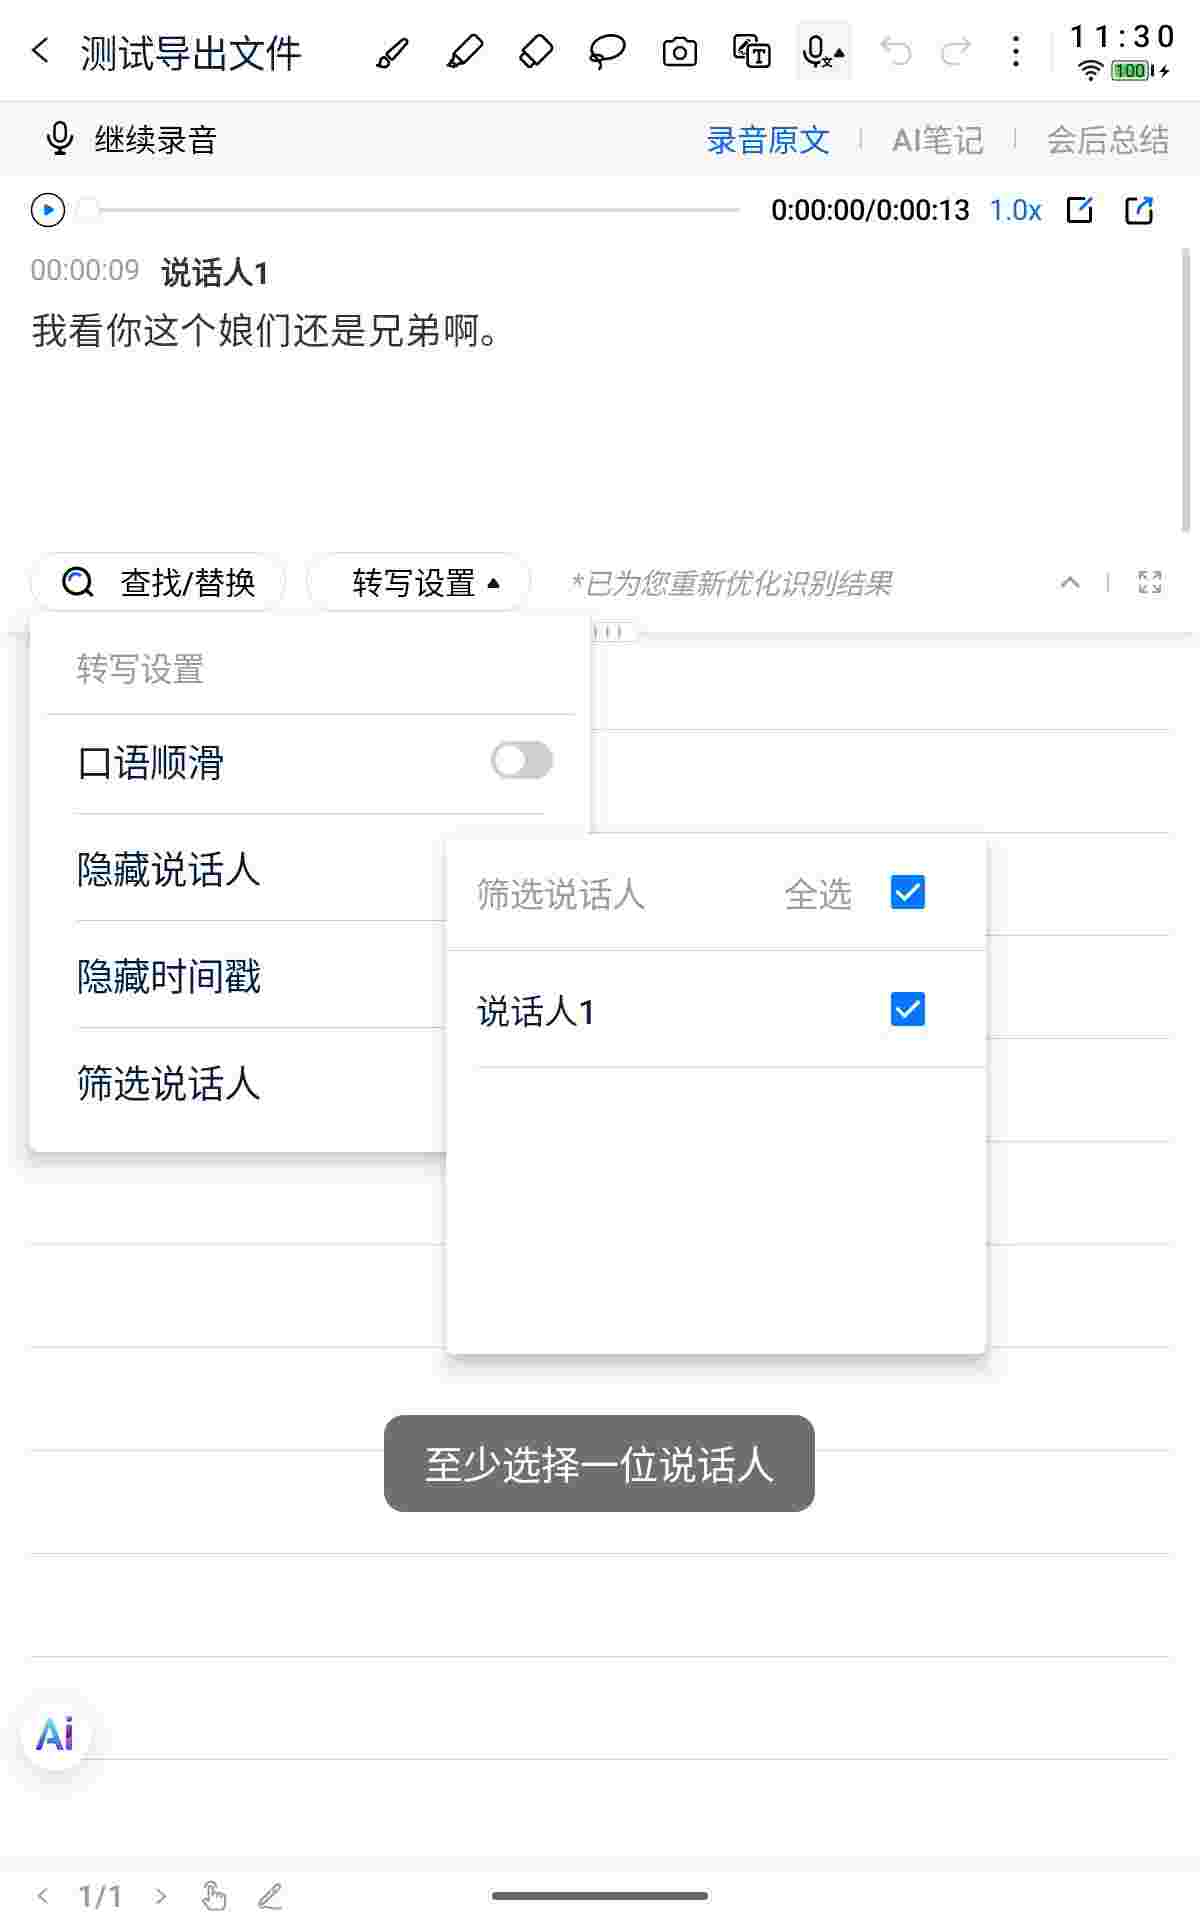 测试导出文件
11:30
100
继续录音
录音原文
AI笔记
会后总结
0:00:00/0:00:13
1.0x
00:00:09 说话人1
我看你这个娘们还是兄弟啊。
查找/替换
转写设置
*已为您重新优化识别结果
转写设置
口语顺滑
隐藏说话人
隐藏时间戳
筛选说话人
筛选说话人 全选
说话人1
至少选择一位说话人
Ai
1/1